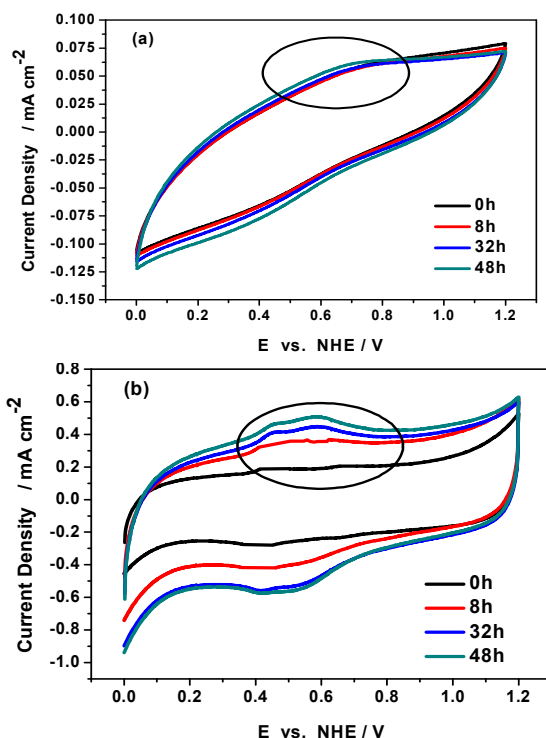 (a)
Current Density / mA cm-2
0.100
0.075
0.050
0.025
0.000
-0.025
-0.050
-0.075
-0.100
-0.125
-0.150
0h
8h
32h
48h
0.0 0.2 0.4 0.6 0.8 1.0 1.2
E vs. NHE / V
(b)
Current Density / mA cm-2
0.8
0.6
0.4
0.2
0.0
-0.2
-0.4
-0.6
-0.8
-1.0
0h
8h
32h
48h
0.0 0.2 0.4 0.6 0.8 1.0 1.2
E vs. NHE / V